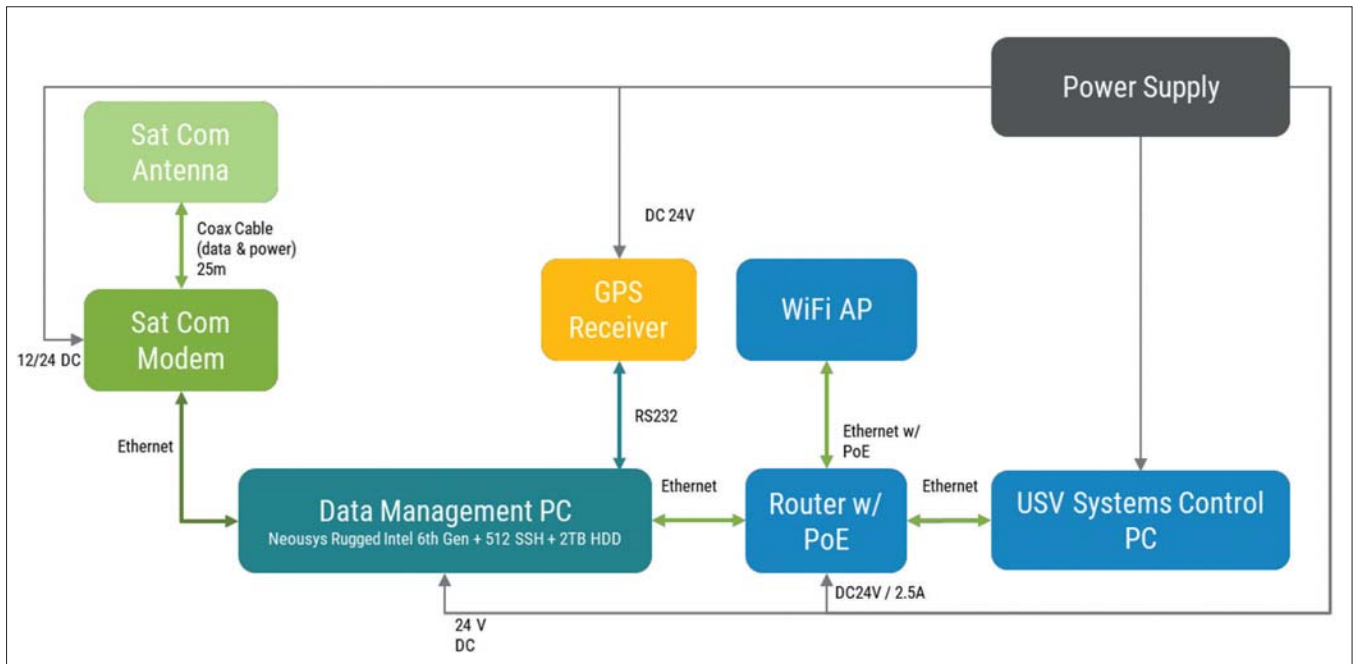 Power Supply
Sat Com
Antenna
Coax Cable
(data & power)
25m
DC 24V
Sat Com
Modem
12/24 DC
GPS
Receiver
WiFi AP
Ethernet
RS232
Ethernet w/
PoE
Data Management PC
Neousys Rugged Intel 6th Gen + 512 SSH + 2TB HDD
Ethernet
Router w/
PoE
Ethernet
USV Systems Control
PC
DC24V / 2.5A
24 V
DC